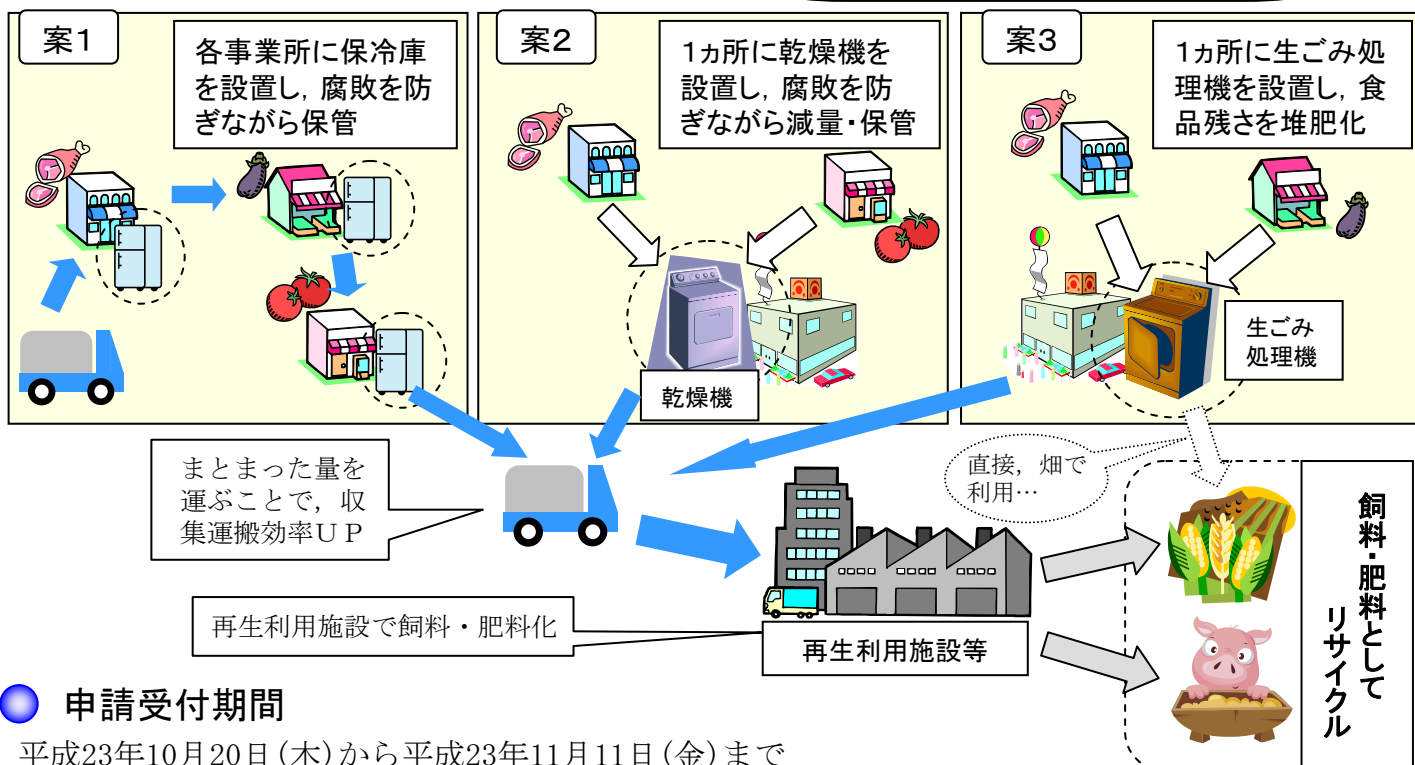 案1
各事業所に保冷庫
を設置し，腐敗を防
ぎながら保管
案2
1ヵ所に乾燥機を
設置し，腐敗を防
ぎながら減量・保管
乾燥機
案3
1ヵ所に生ごみ処
理機を設置し，食
品残さを堆肥化
生ごみ
処理機
まとまった量を
運ぶことで，収
集運搬効率ＵＰ
直接，畑で
利用…
再生利用施設で飼料・肥料化
再生利用施設等
飼料・肥料として
リサイクル
申請受付期間
平成23年10月20日(木)から平成23年11月11日(金)まで